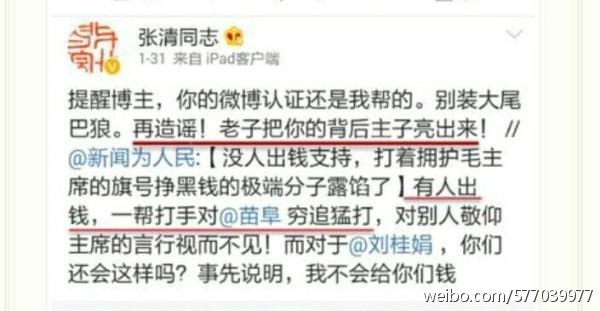 张清同志
1-31 来自 iPad客户端
提醒博主，你的微博认证还是我帮的。别装大尾
巴狼。再造谣！老子把你的背后主子亮出来！//
@新闻为人民:【没人出钱支持，打着拥护毛主
席的旗号挣黑钱的极端分子露馅了】有人出
钱，一帮打手对@苗阜 穷追猛打，对别人敬仰
主席的言行视而不见！而对于@刘桂娟 ，你们
还会这样吗？事先说明，我不会给你们钱
weibo.com/577039977